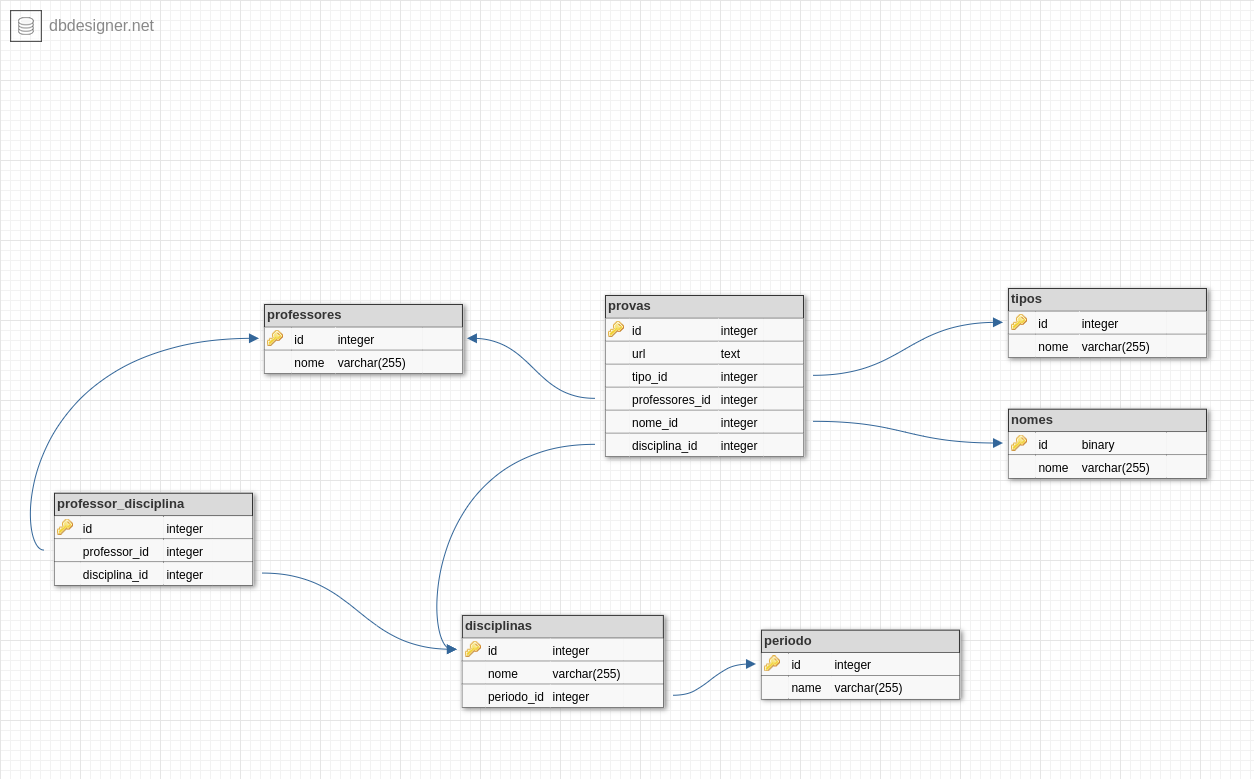 dbdesigner.net
professores
id integer
nome varchar(255)
provas
id integer
url text
tipo_id integer
professores_id integer
nome_id integer
disciplina_id integer
tipos
id integer
nome varchar(255)
nomes
id binary
nome varchar(255)
professor_disciplina
id integer
professor_id integer
disciplina_id integer
disciplinas
id integer
nome varchar(255)
periodo_id integer
periodo
id integer
name varchar(255)